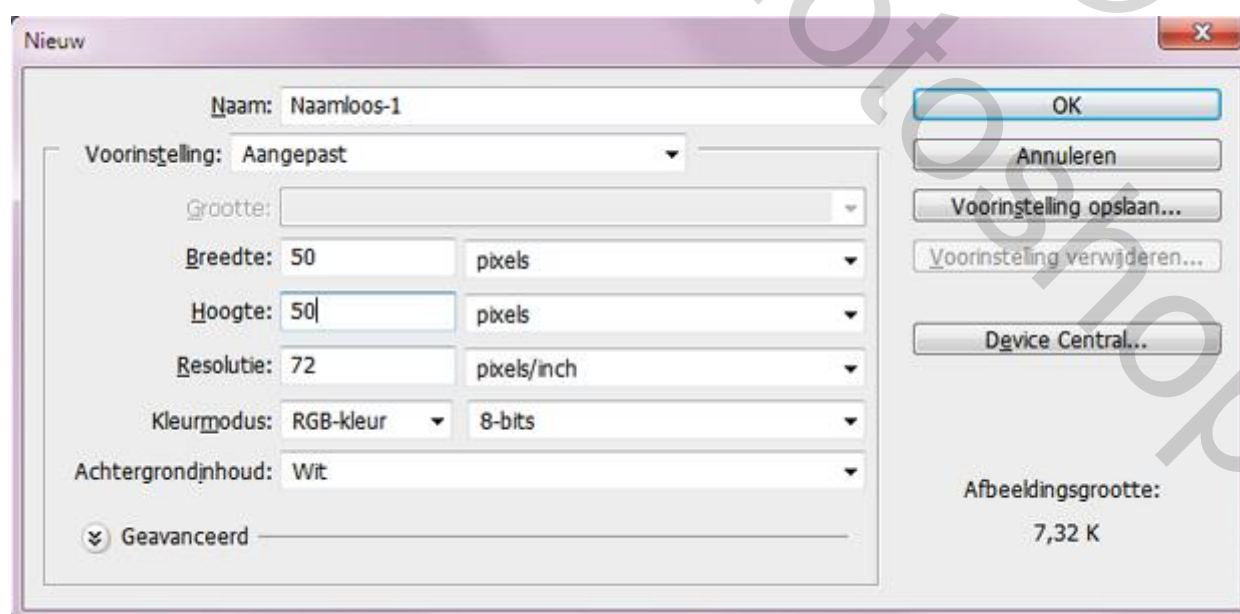 Nieuw
Naam: Naamloos-1
OK
Voorinstelling: Aangepast
Annuleren
Grootte:
Voorinstelling opslaan...
Breedte: 50 pixels
Voorinstelling verwijderen...
Hoogte: 50 pixels
Device Central...
Resolutie: 72 pixels/inch
Kleurmodus: RGB-kleur 8-bits
Achtergrondinhoud: Wit
Afbeeldingsgrootte:
7,32 K
Geavanceerd